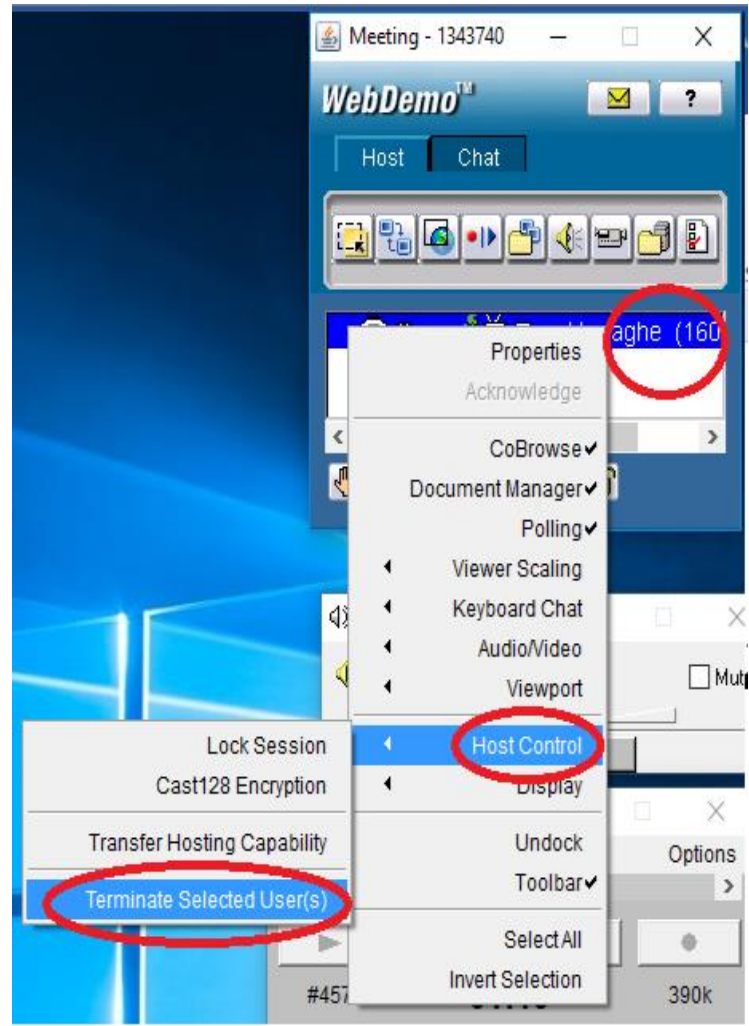 Meeting - 1343740
WebDemo™
?
Host Chat
aghe (160
Properties
Acknowledge
CoBrowse
Document Manager
Polling
Viewer Scaling
Keyboard Chat
Audio/Video
Viewport
Host Control
Display
Undock
Toolbar
Select All
Invert Selection
Lock Session
Cast128 Encryption
Transfer Hosting Capability
Terminate Selected User(s)
Mut
Options
#457
390k